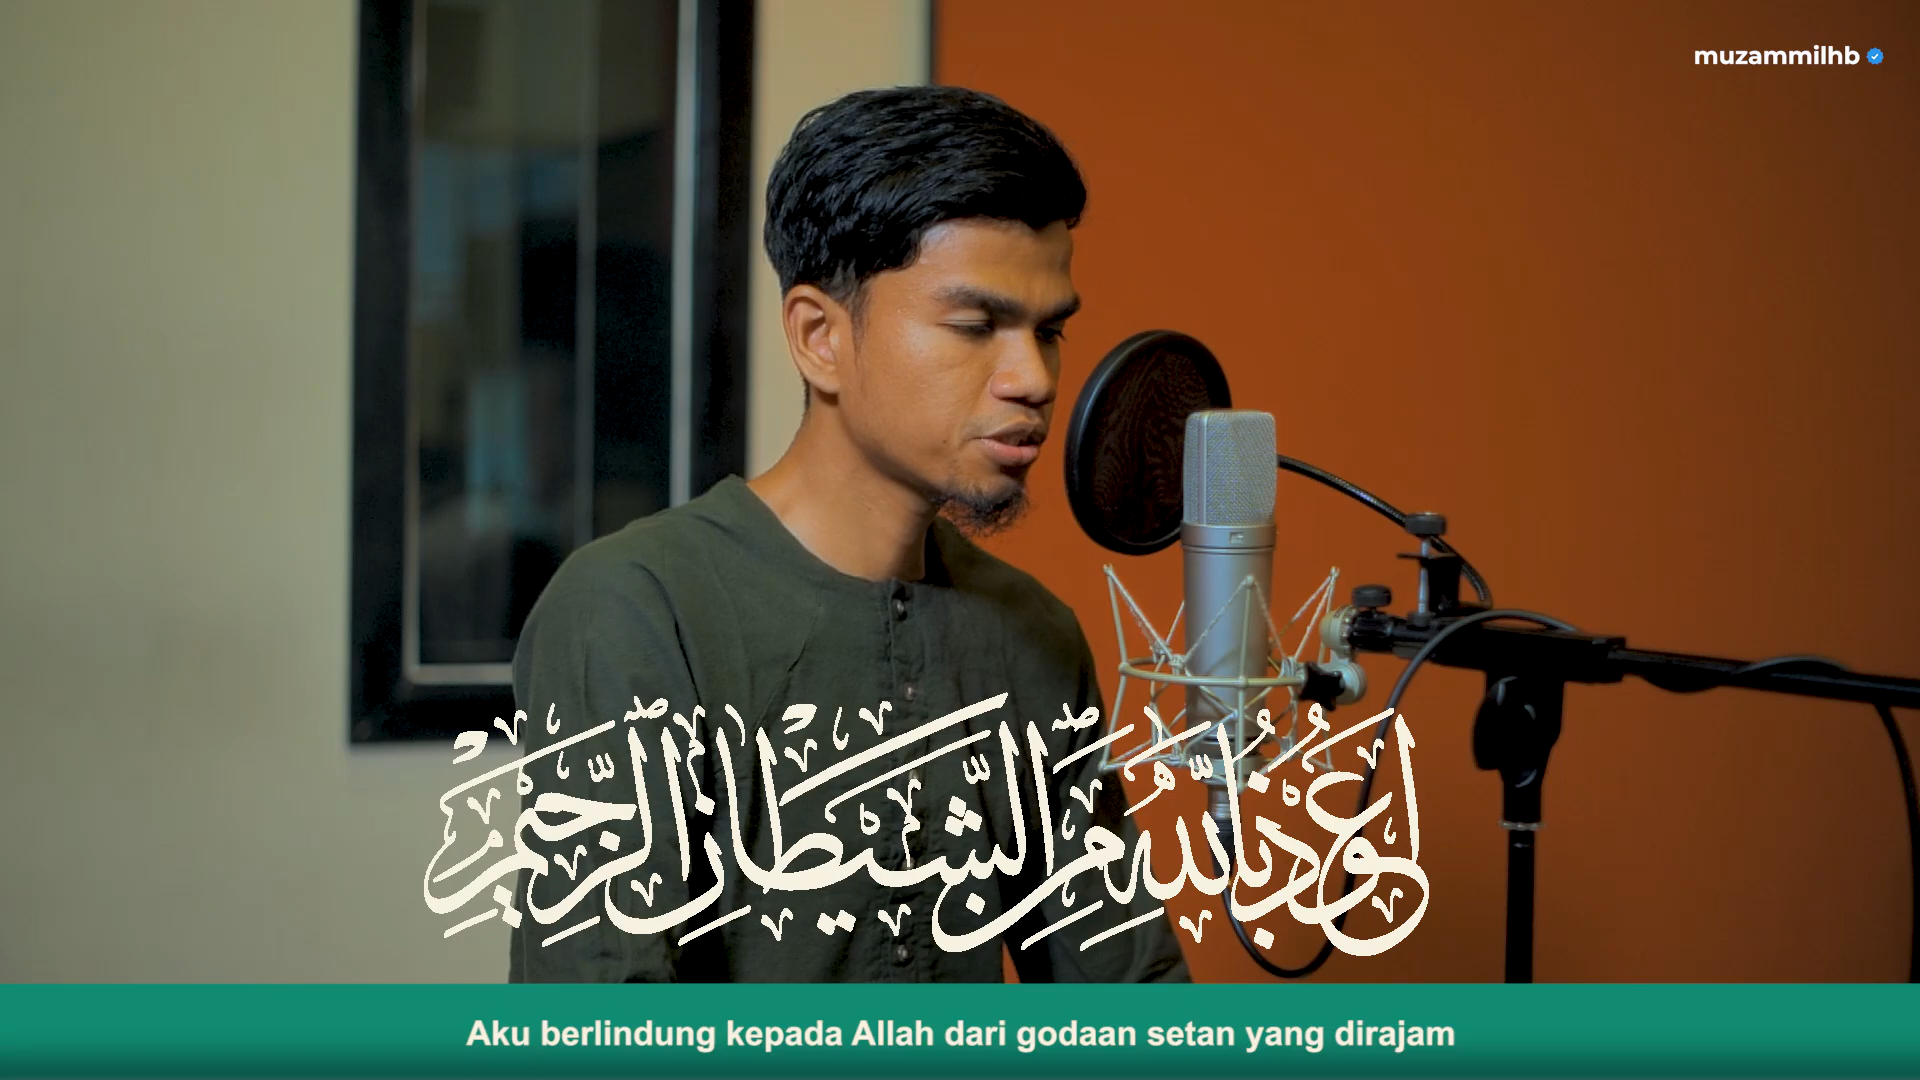 muzammilhb
أَعُوذُ بِاللَّهِ مِنَ الشَّيْطَانِ الرَّجِيمِ
Aku berlindung kepada Allah dari godaan setan yang dirajam